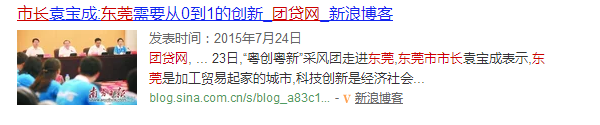 市长袁宝成:东莞需要从0到1的创新_团贷网_新浪博客
发表时间：2015年7月24日
团贷网, ... 23日,“粤创粤新”采风团走进东莞,东莞市市长袁宝成表示,东
莞是加工贸易起家的城市,科技创新是经济社会...
blog.sina.com.cn/s/blog_a83c1... - v 新浪博客